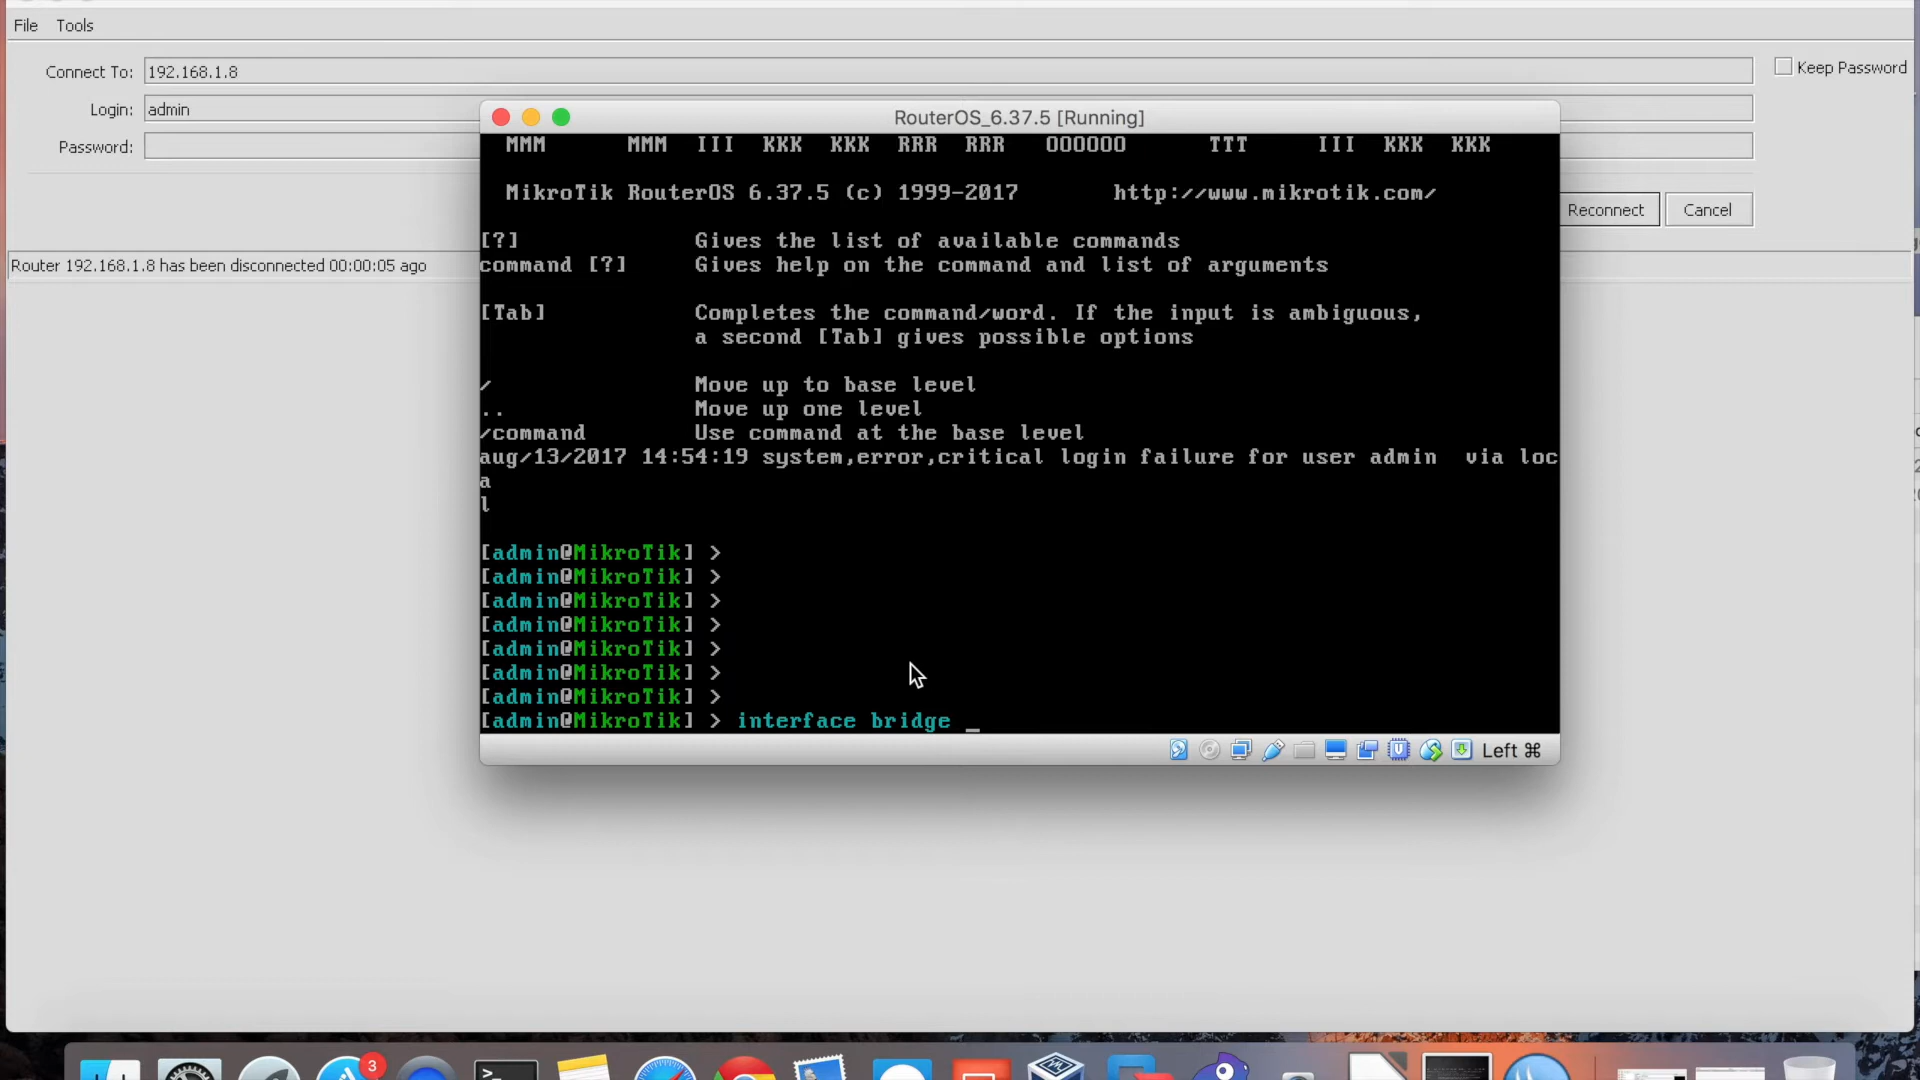 File Tools
Connect To: 192.168.1.8
Keep Password
Login: admin
Password:
Reconnect Cancel
Router 192.168.1.8 has been disconnected 00:00:05 ago
RouterOS_6.37.5 [Running]
MMM MMM III KKK KKK RRR RRR OOOOOO TTT III KKK KKK
MikroTik RouterOS 6.37.5 (c) 1999-2017 http://www.mikrotik.com/
[?] Gives the list of available commands
command [?] Gives help on the command and list of arguments
[Tab] Completes the command/word. If the input is ambiguous,
a second [Tab] gives possible options
/ Move up to base level
.. Move up one level
/command Use command at the base level
aug/13/2017 14:54:19 system,error,critical login failure for user admin via loc
a
l
[admin@MikroTik] >
[admin@MikroTik] >
[admin@MikroTik] >
[admin@MikroTik] >
[admin@MikroTik] >
[admin@MikroTik] >
[admin@MikroTik] >
[admin@MikroTik] > interface bridge _
Left ⌘
3
>_